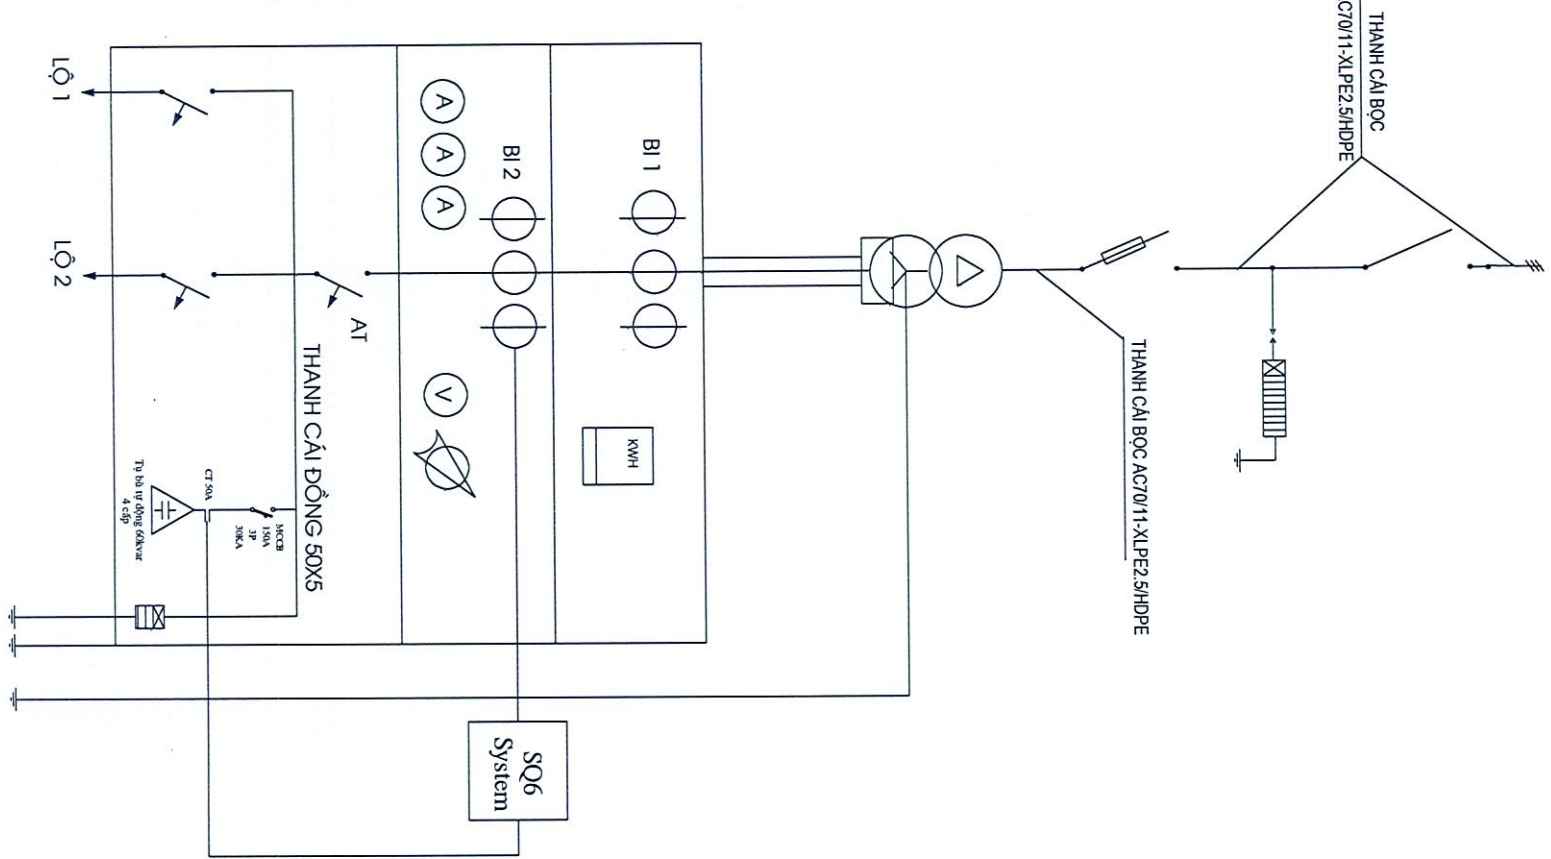 THANH CÁI BỌC
C70/11-XLPE2.5/HDPE
THANH CÁI BỌC AC70/11-XLPE2.5/HDPE
BI 1
KWH
BI 2
A
A
A
V
AT
THANH CÁI ĐỒNG 50X5
LỘ 1
LỘ 2
MCCB
150A
3P
30KA
CT 50A
Tụ bù tự động 60kvar
4 cấp
SQ6
System